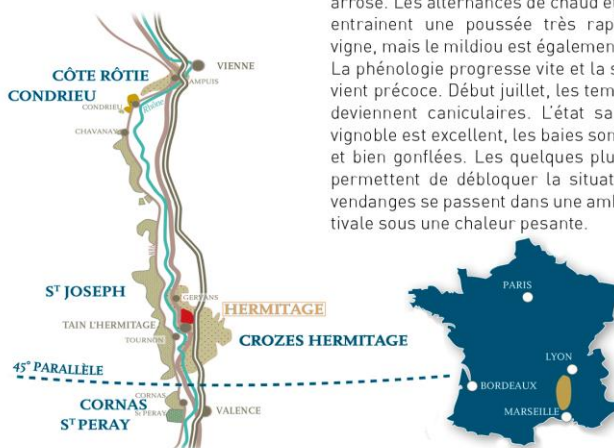 arrosé. Les alternances de chaud e
entrainent une poussée très rap
vigne, mais le mildiou est également
La phénologie progresse vite et la s
vient précoce. Début juillet, les tem
deviennent caniculaires. L'état sa
vignoble est excellent, les baies son
et bien gonflées. Les quelques plu
permettent de débloquer la situat
vendanges se passent dans une amb
tivale sous une chaleur pesante.
VIENNE
CÔTE RÔTIE
AMPUIS
CONDRIEU
CONDRIEU
Rhône
CHAVANAY
ST JOSEPH
GERVANS
HERMITAGE
TAIN L'HERMITAGE
TOURNON
CROZES HERMITAGE
45° PARALLÈLE
CORNAS
CORNAS
ST PERAY
ST PERAY
VALENCE
PARIS
LYON
BORDEAUX
MARSEILLE